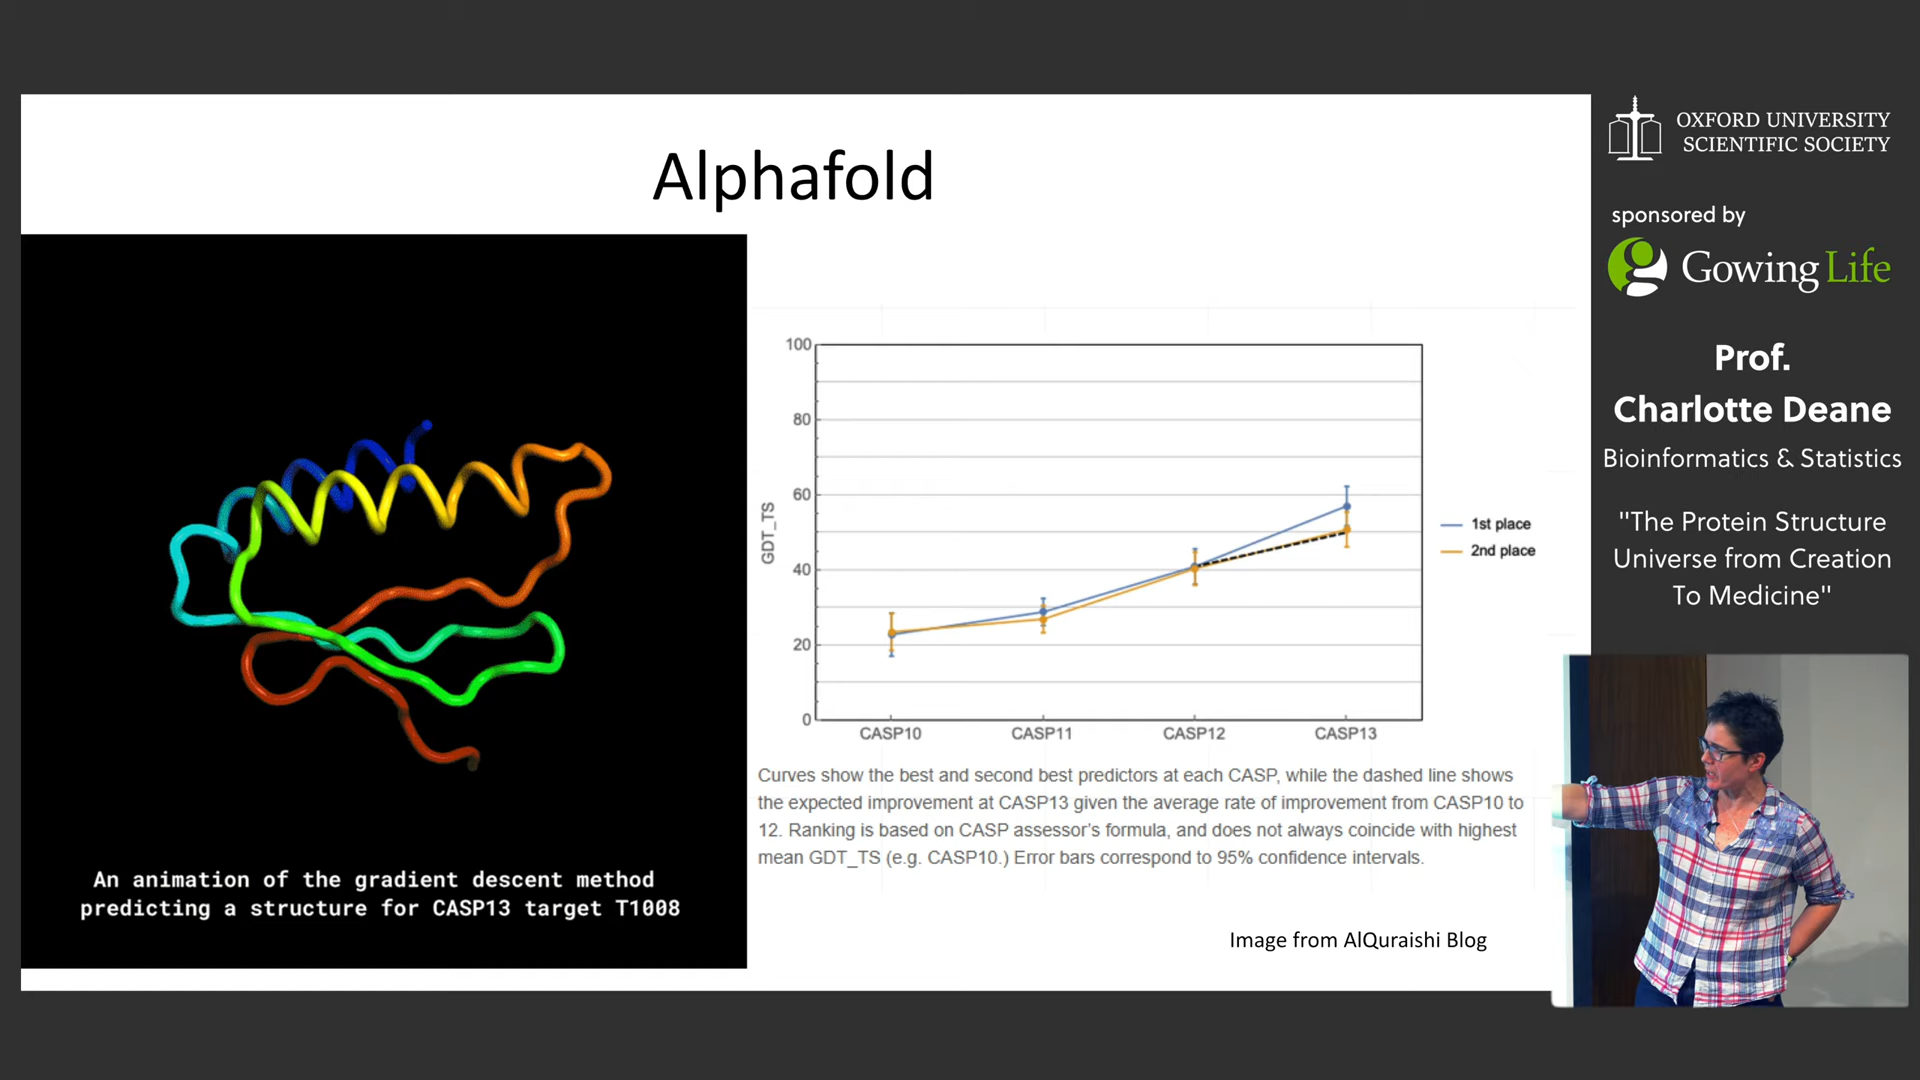 Alphafold
An animation of the gradient descent method
predicting a structure for CASP13 target T1008
GDT_TS
100
80
60
40
20
0
CASP10
CASP11
CASP12
CASP13
1st place
2nd place
Curves show the best and second best predictors at each CASP, while the dashed line shows
the expected improvement at CASP13 given the average rate of improvement from CASP10 to
12. Ranking is based on CASP assessor's formula, and does not always coincide with highest
mean GDT_TS (e.g. CASP10.) Error bars correspond to 95% confidence intervals.
Image from AlQuraishi Blog
OXFORD UNIVERSITY
SCIENTIFIC SOCIETY
sponsored by
Gowing Life
Prof.
Charlotte Deane
Bioinformatics & Statistics
"The Protein Structure
Universe from Creation
To Medicine"